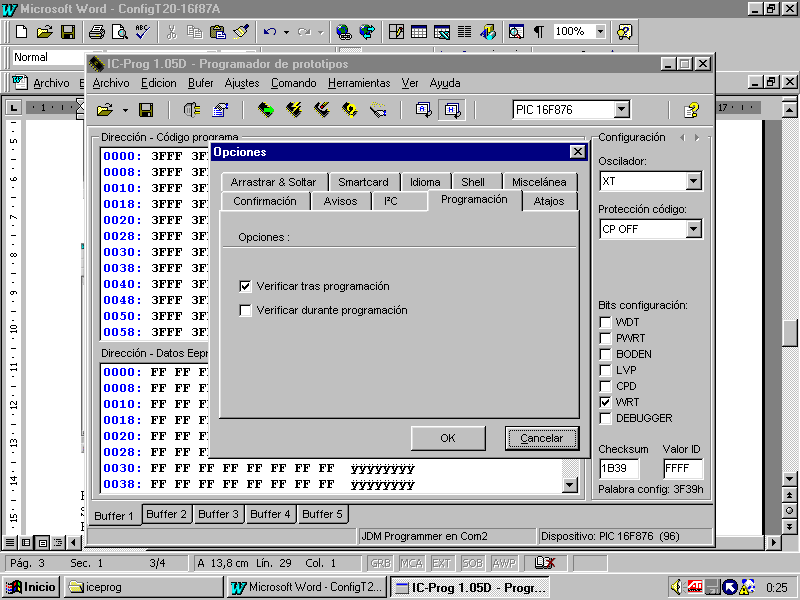 Microsoft Word - ConfigT20-16f87A
100%
Normal
Archivo E
IC-Prog 1.05D - Programador de prototipos
Archivo Edicion Bufer Ajustes Comando Herramientas Ver Ayuda
PIC 16F876
Dirección - Código programa
0000: 3FFF 3F
0008: 3FFF 3F
0010: 3FFF 3F
0018: 3FFF 3F
0020: 3FFF 3F
0028: 3FFF 3F
0030: 3FFF 3F
0038: 3FFF 3F
0040: 3FFF 3F
0048: 3FFF 3F
0050: 3FFF 3F
0058: 3FFF 3F
Dirección - Datos Eepr
0000: FF FF F
0008: FF FF F
0010: FF FF F
0018: FF FF F
0020: FF FF F
0028: FF FF F
0030: FF FF FF FF FF FF FF FF ÿÿÿÿÿÿÿÿ
0038: FF FF FF FF FF FF FF FF ÿÿÿÿÿÿÿÿ
Buffer 1 Buffer 2 Buffer 3 Buffer 4 Buffer 5
JDM Programmer en Com2 Dispositivo: PIC 16F876 (96)
Opciones
Arrastrar & Soltar Smartcard Idioma Shell Miscelánea
Confirmación Avisos I²C Programación Atajos
Opciones :
Verificar tras programación
Verificar durante programación
OK Cancelar
Configuración
Oscilador:
XT
Protección código:
CP OFF
Bits configuración:
WDT
PWRT
BODEN
LVP
CPD
WRT
DEBUGGER
Checksum Valor ID
1B39 FFFF
Palabra config: 3F39h
Pág. 3 Sec. 1 3/4 A 13,8 cm Lín. 29 Col. 1 GRB MCA EXT SOB AWP
Inicio iceprog Microsoft Word - ConfigT2... IC-Prog 1.05D - Progr... 0:25